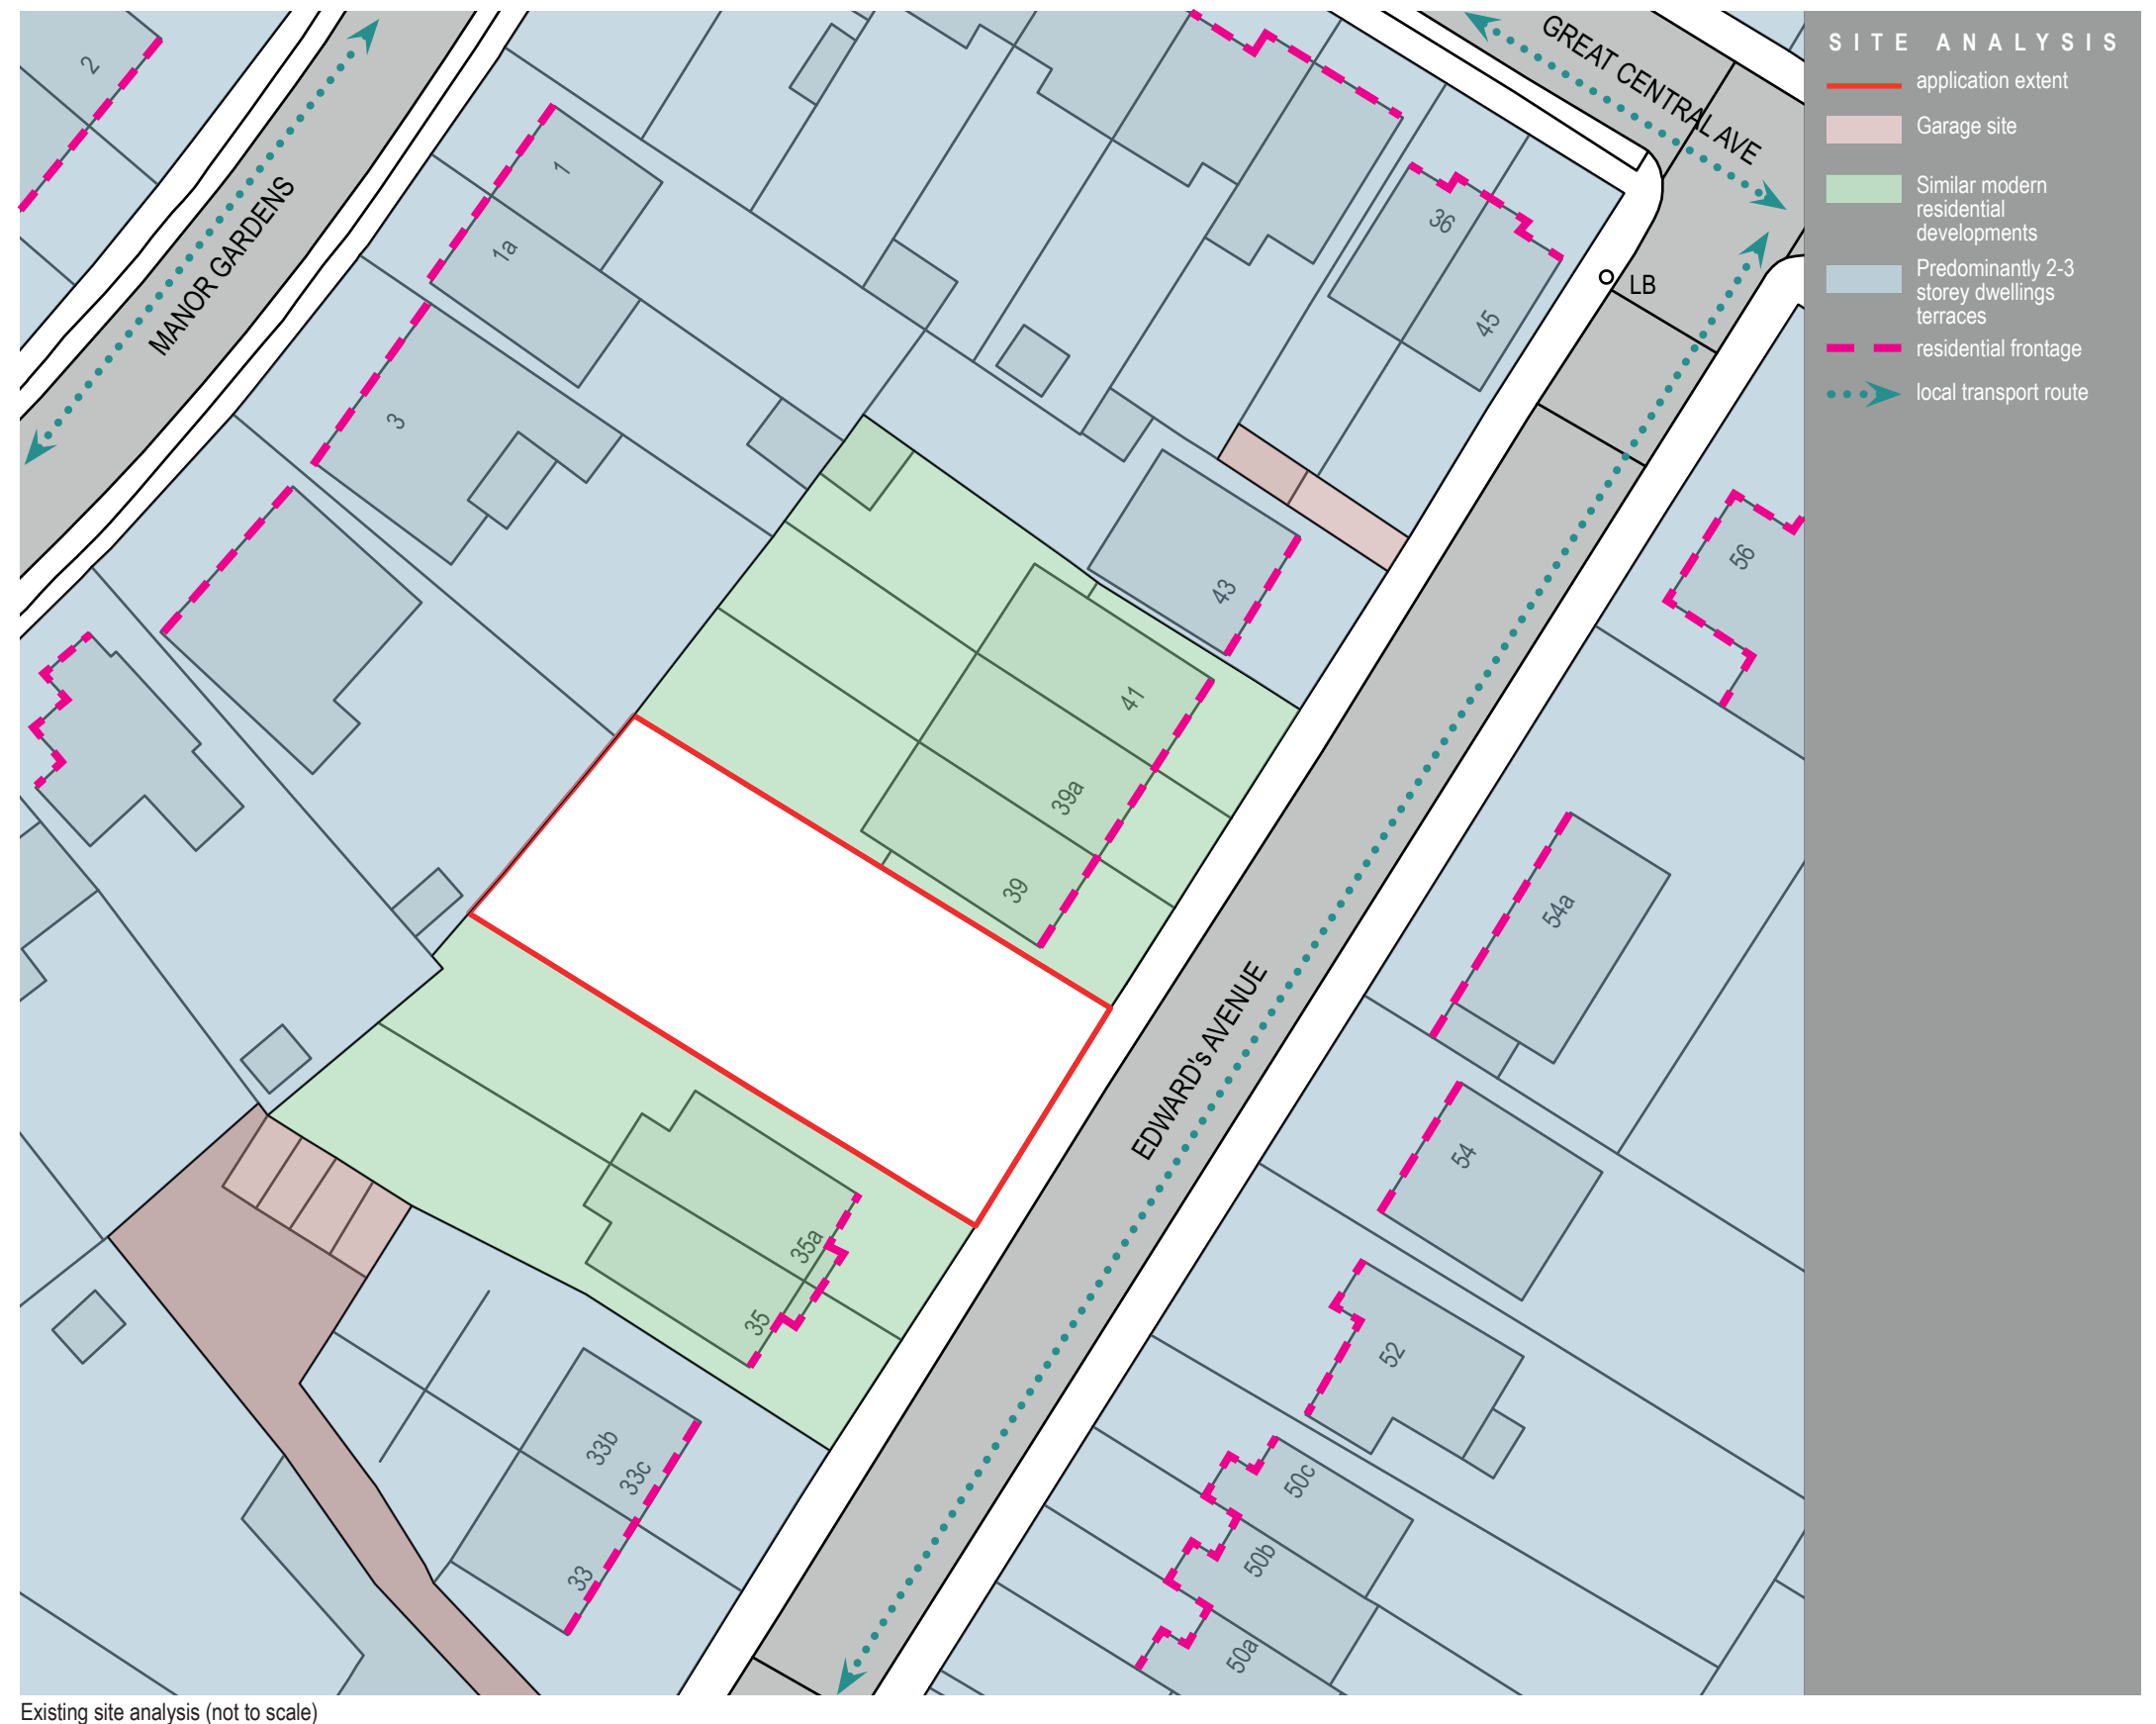 SITE ANALYSIS
application extent
Garage site
Similar modern
residential
developments
Predominantly 2-3
storey dwellings
terraces
residential frontage
local transport route
GREAT CENTRAL AVE
MANOR GARDENS
EDWARD's AVENUE
LB
2
1
1a
3
36
45
43
56
41
39a
39
54a
54
35a
35
52
33b
33c
33
50c
50b
50a
Existing site analysis (not to scale)